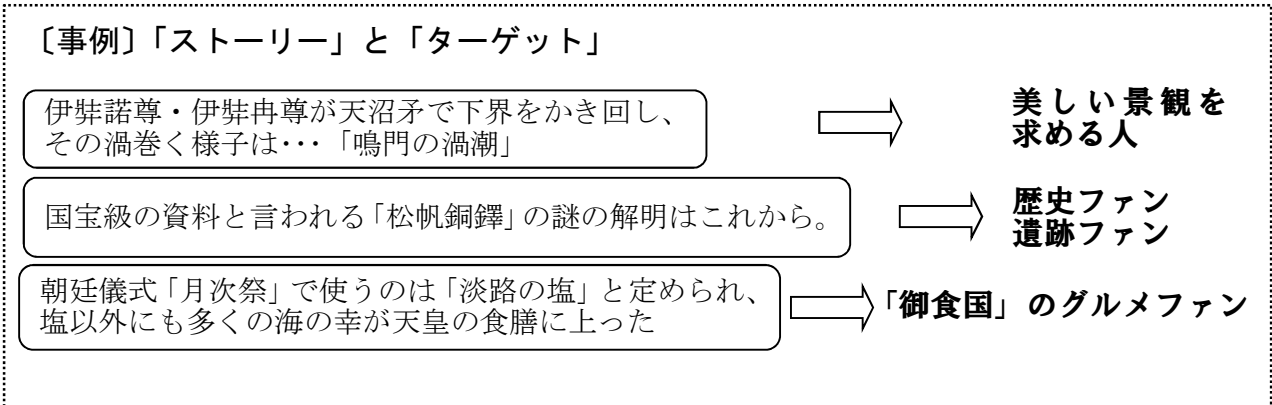 〔事例〕「ストーリー」と「ターゲット」
伊弉諾尊・伊弉冉尊が天沼矛で下界をかき回し、
その渦巻く様子は・・・「鳴門の渦潮」
美しい景観を
求める人
国宝級の資料と言われる「松帆銅鐸」の謎の解明はこれから。
歴史ファン
遺跡ファン
朝廷儀式「月次祭」で使うのは「淡路の塩」と定められ、
塩以外にも多くの海の幸が天皇の食膳に上った
「御食国」のグルメファン